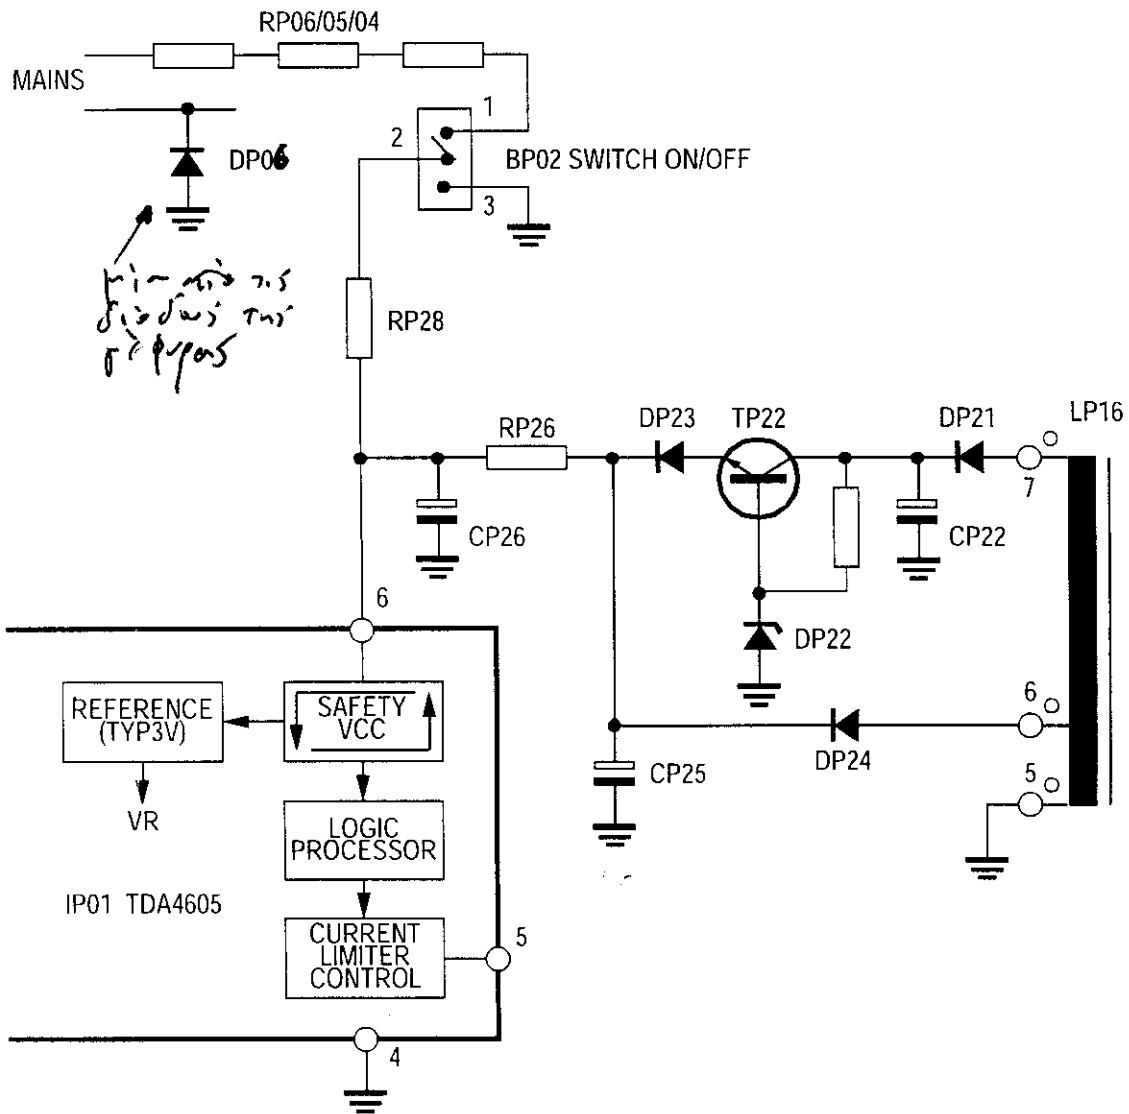 RP06/05/04
MAINS
1
2
BP02 SWITCH ON/OFF
DP06
3
RP28
RP26
DP23
TP22
DP21
LP16
7
CP26
CP22
6
DP22
REFERENCE
(TYP3V)
SAFETY
VCC
6
DP24
5
CP25
VR
LOGIC
PROCESSOR
IP01 TDA4605
CURRENT
LIMITER
CONTROL
5
4